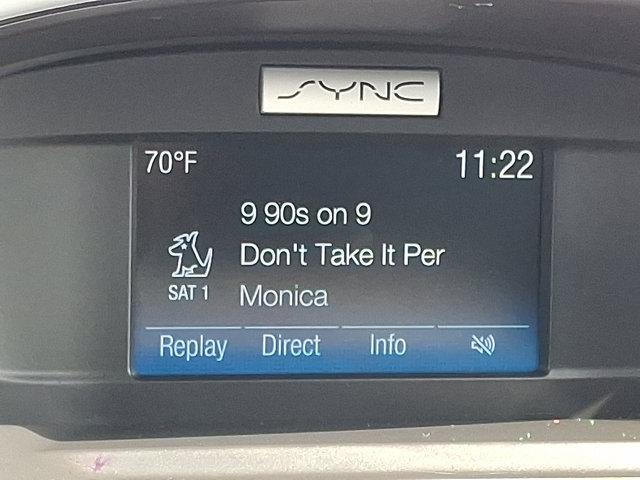 SYNC
70°F 11:22
9 90s on 9
Don't Take It Per
SAT 1 Monica
Replay Direct Info